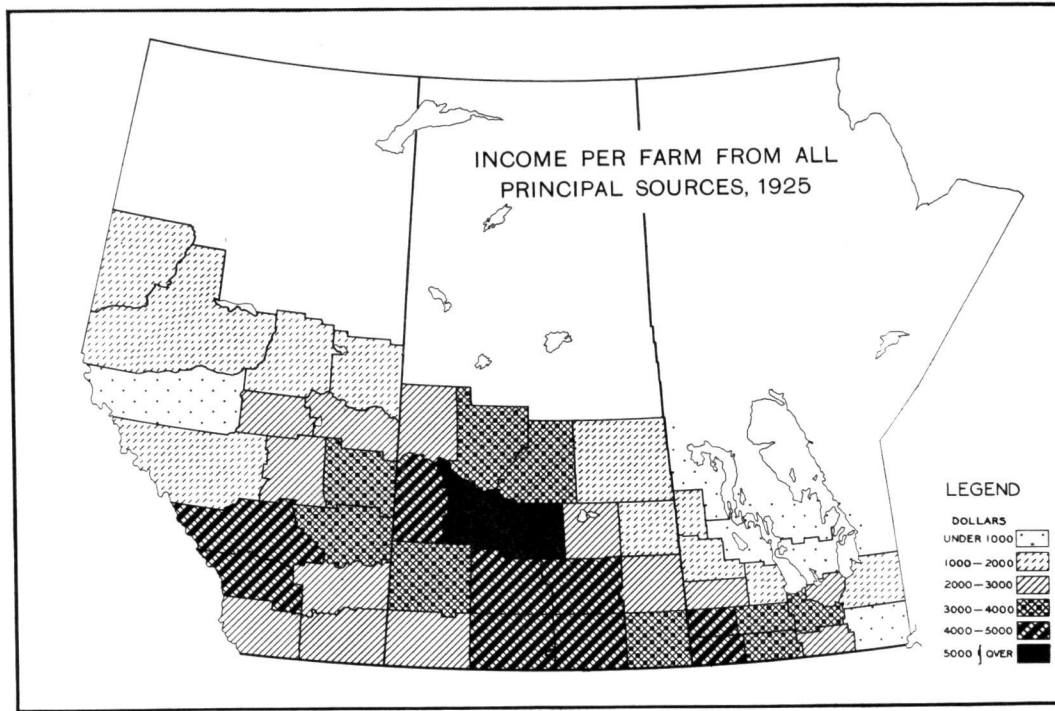 INCOME PER FARM FROM ALL
PRINCIPAL SOURCES, 1925
LEGEND
DOLLARS
UNDER 1000
1000-2000
2000-3000
3000-4000
4000-5000
5000 & OVER